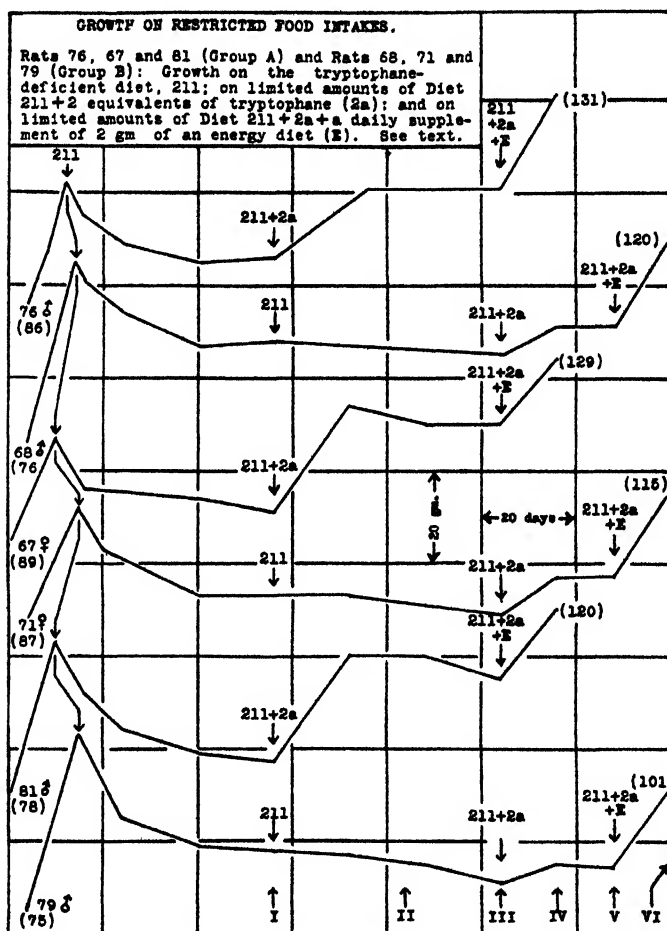 GROWTH ON RESTRICTED FOOD INTAKES.
Rats 76, 67 and 81 (Group A) and Rats 68, 71 and
79 (Group B): Growth on the tryptophane-
deficient diet, 211; on limited amounts of Diet
211+2 equivalents of tryptophane (2a): and on
limited amounts of Diet 211+2a+a daily supple-
ment of 2 gm of an energy diet (E). See text.
211
+2a
+E
(131)
211
211+2a
(120)
211+2a
+E
76 ♂
(86)
211
211+2a
211+2a
+E
(129)
68 ♂
(76
211+2a
20 gm.
20 days
(115)
211+2a
+E
67 ♀
(89)
211
211+2a
211+2a
+E
(120)
71 ♀
(87)
211+2a
81 ♂
(78)
211
211+2a
211+2a
+E
(101
79 ♂
(75)
I II III IV V VI